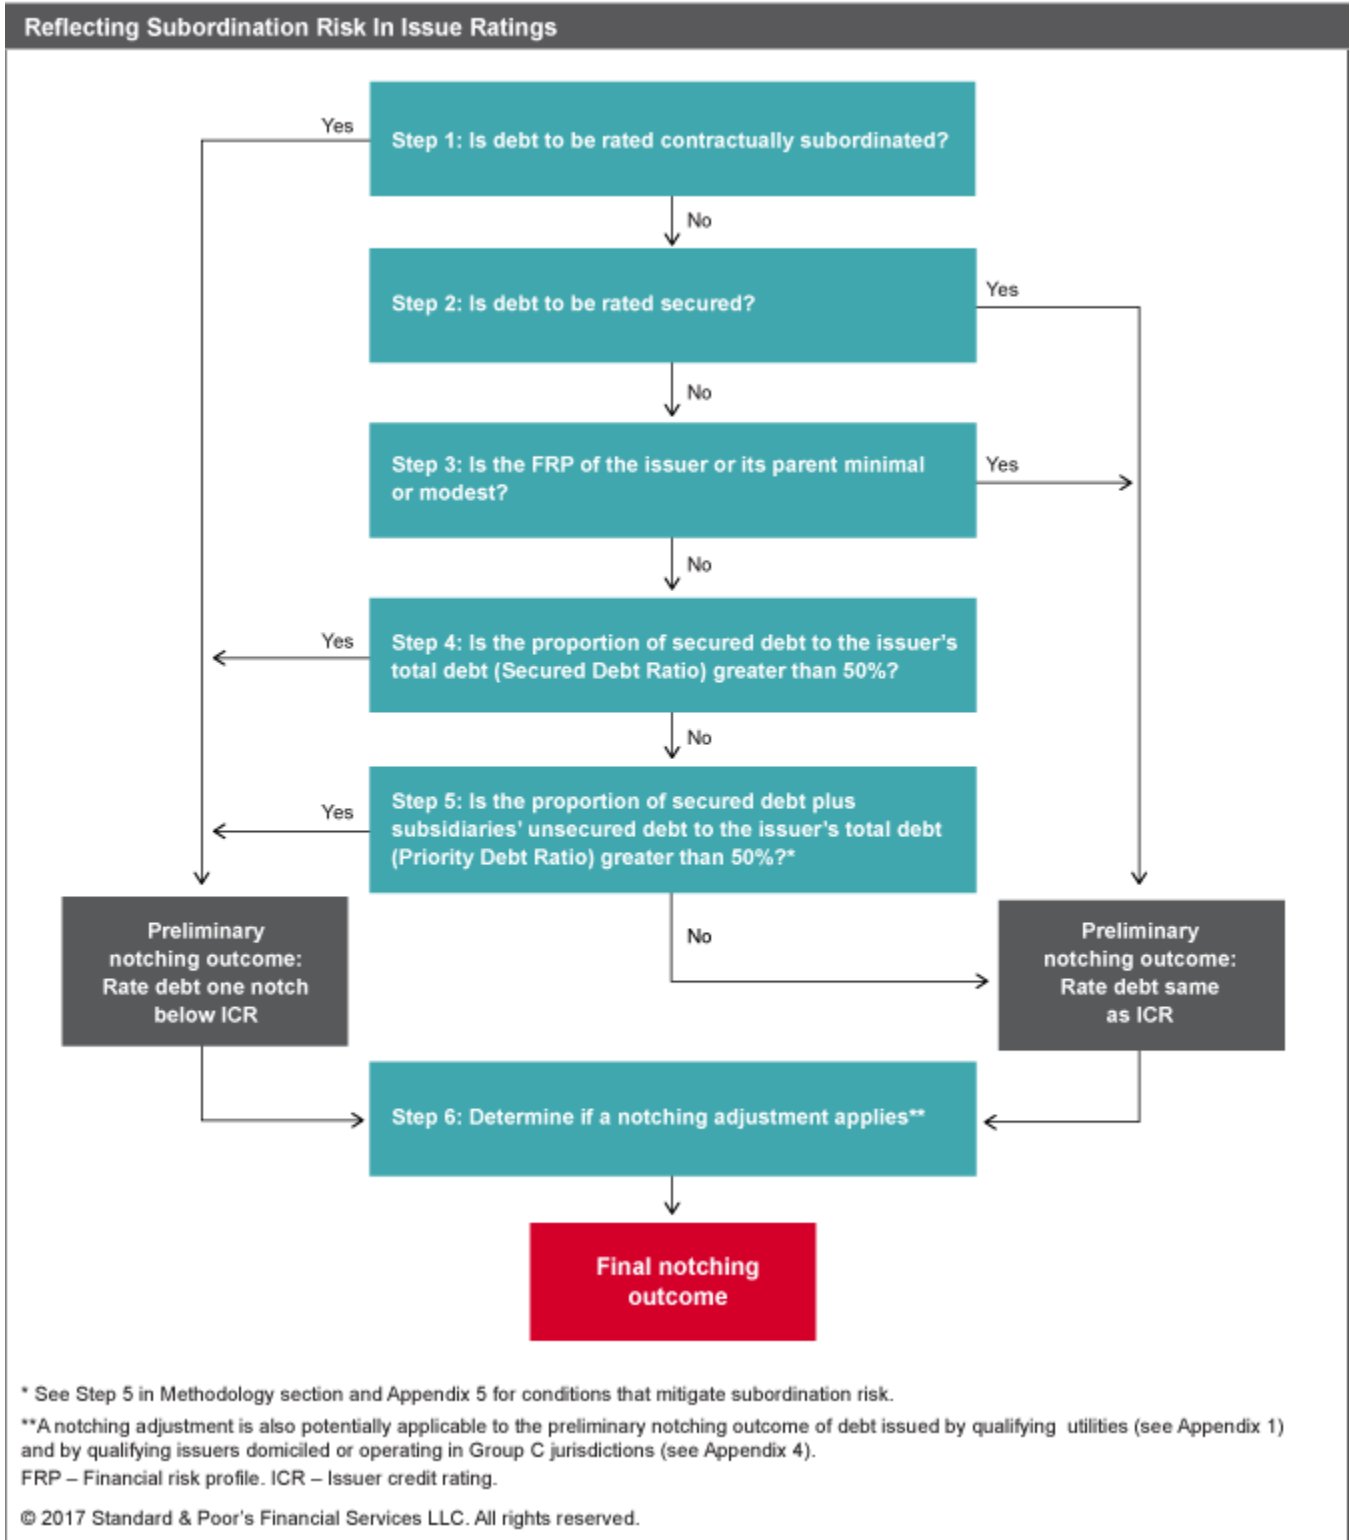 Reflecting Subordination Risk In Issue Ratings
Yes
Step 1: Is debt to be rated contractually subordinated?
No
Step 2: Is debt to be rated secured?
Yes
No
Step 3: Is the FRP of the issuer or its parent minimal
or modest?
Yes
No
Yes
Step 4: Is the proportion of secured debt to the issuer's
total debt (Secured Debt Ratio) greater than 50%?
No
Yes
Step 5: Is the proportion of secured debt plus
subsidiaries' unsecured debt to the issuer's total debt
(Priority Debt Ratio) greater than 50%?*
No
Preliminary
notching outcome:
Rate debt one notch
below ICR
Preliminary
notching outcome:
Rate debt same
as ICR
Step 6: Determine if a notching adjustment applies**
Final notching
outcome
* See Step 5 in Methodology section and Appendix 5 for conditions that mitigate subordination risk.
**A notching adjustment is also potentially applicable to the preliminary notching outcome of debt issued by qualifying utilities (see Appendix 1)
and by qualifying issuers domiciled or operating in Group C jurisdictions (see Appendix 4).
FRP – Financial risk profile. ICR – Issuer credit rating.
© 2017 Standard & Poor's Financial Services LLC. All rights reserved.